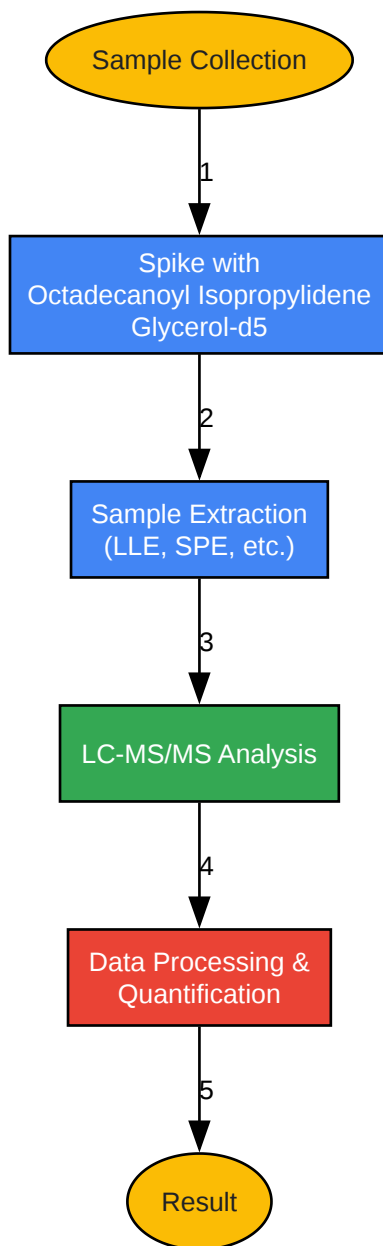 Sample Collection
1
Spike with
Octadecanoyl Isopropylidene
Glycerol-d5
2
Sample Extraction
(LLE, SPE, etc.)
3
LC-MS/MS Analysis
4
Data Processing &
Quantification
5
Result